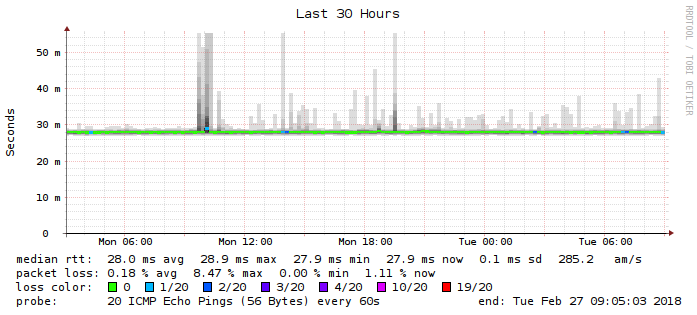 Last 30 Hours
RRDTOOL / TOBI OETIKER
Seconds
50 m
40 m
30 m
20 m
10 m
0
Mon 06:00 Mon 12:00 Mon 18:00 Tue 00:00 Tue 06:00
median rtt: 28.0 ms avg 28.9 ms max 27.9 ms min 27.9 ms now 0.1 ms sd 285.2 am/s
packet loss: 0.18 % avg 8.47 % max 0.00 % min 1.11 % now
loss color: 0 1/20 2/20 3/20 4/20 10/20 19/20
probe: 20 ICMP Echo Pings (56 Bytes) every 60s end: Tue Feb 27 09:05:03 2018